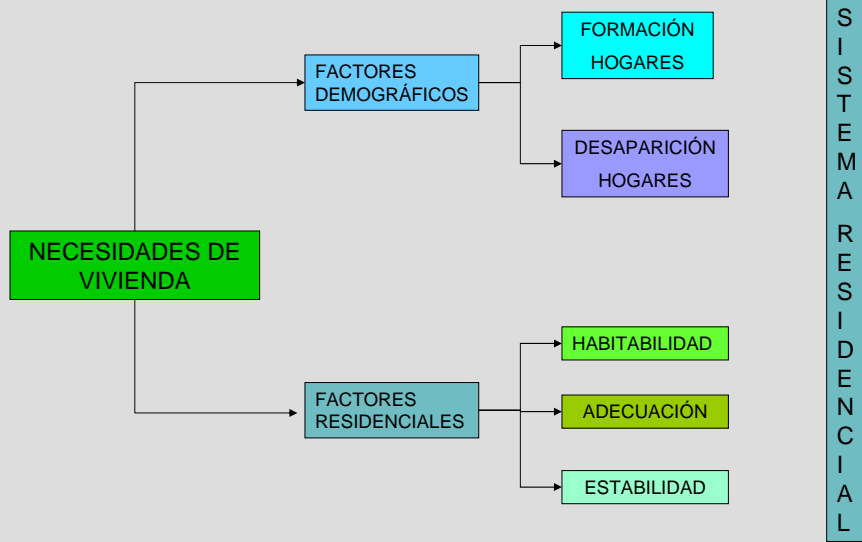 FORMACIÓN
HOGARES
FACTORES
DEMOGRÁFICOS
DESAPARICIÓN
HOGARES
NECESIDADES DE
VIVIENDA
HABITABILIDAD
FACTORES
RESIDENCIALES
ADECUACIÓN
ESTABILIDAD
S
I
S
T
E
M
A
R
E
S
I
D
E
N
C
I
A
L